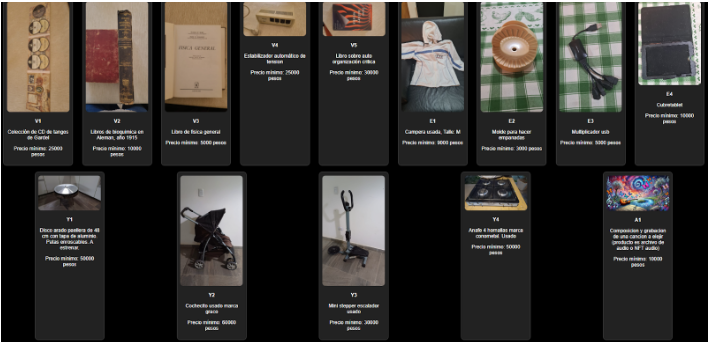 V1
Colección de CD de tangos
de Gardel
Precio mínimo: 25000
pesos
V2
Libros de bioquímica en
Aleman, año 1915
Precio mínimo: 10000
pesos
FISICA GENERAL
V3
Libro de física general
Precio mínimo: 5000 pesos
V4
Estabilizador automático de
tension
Precio mínimo: 25000
pesos
V5
Libro sobre auto
organización crítica
Precio mínimo: 30000
pesos
E1
Campera usada, Talle: M
Precio mínimo: 8000 pesos
E2
Molde para hacer
empanadas
Precio mínimo: 3000 pesos
E3
Multiplicador usb
Precio mínimo: 5000 pesos
E4
Cubretablet
Precio mínimo: 10000
pesos
Y1
Disco arado paellera de 48
cm con tapa de aluminio.
Patas enroscables. A
estrenar.
Precio mínimo: 50000
pesos
Y2
Cochecito usado marca
graco
Precio mínimo: 60000
pesos
Y3
Mini stepper escalador
usado
Precio mínimo: 30000
pesos
Y4
Anafe 4 hornallas marca
Usado
Precio mínimo: 50000
pesos
A1
Composicion y grabacion
de una cancion a elejir
(producto es archivo de
audio o NFT audio)
Precio mínimo: 10000
pesos